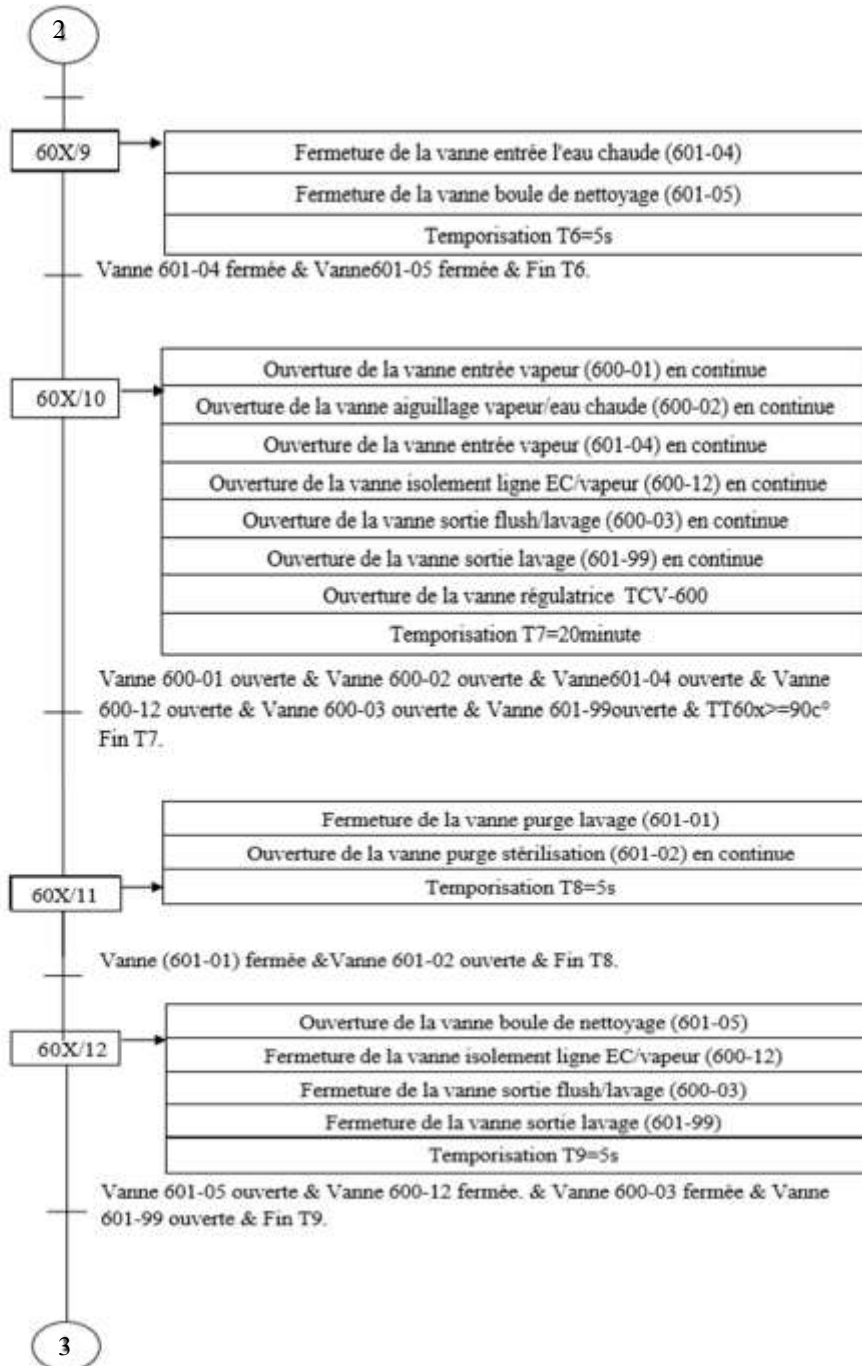 2
60X/9
Fermeture de la vanne entrée l'eau chaude (601-04)
Fermeture de la vanne boule de nettoyage (601-05)
Temporisation T6=5s
Vanne 601-04 fermée & Vanne601-05 fermée & Fin T6.
60X/10
Ouverture de la vanne entrée vapeur (600-01) en continue
Ouverture de la vanne aiguillage vapeur/eau chaude (600-02) en continue
Ouverture de la vanne entrée vapeur (601-04) en continue
Ouverture de la vanne isolement ligne EC/vapeur (600-12) en continue
Ouverture de la vanne sortie flush/lavage (600-03) en continue
Ouverture de la vanne sortie lavage (601-99) en continue
Ouverture de la vanne régulatrice TCV-600
Temporisation T7=20minute
Vanne 600-01 ouverte & Vanne 600-02 ouverte & Vanne601-04 ouverte & Vanne
600-12 ouverte & Vanne 600-03 ouverte & Vanne 601-99ouverte & TT60x>=90c°
Fin T7.
60X/11
Fermeture de la vanne purge lavage (601-01)
Ouverture de la vanne purge stérilisation (601-02) en continue
Temporisation T8=5s
Vanne (601-01) fermée &Vanne 601-02 ouverte & Fin T8.
60X/12
Ouverture de la vanne boule de nettoyage (601-05)
Fermeture de la vanne isolement ligne EC/vapeur (600-12)
Fermeture de la vanne sortie flush/lavage (600-03)
Fermeture de la vanne sortie lavage (601-99)
Temporisation T9=5s
Vanne 601-05 ouverte & Vanne 600-12 fermée. & Vanne 600-03 fermée & Vanne
601-99 ouverte & Fin T9.
3